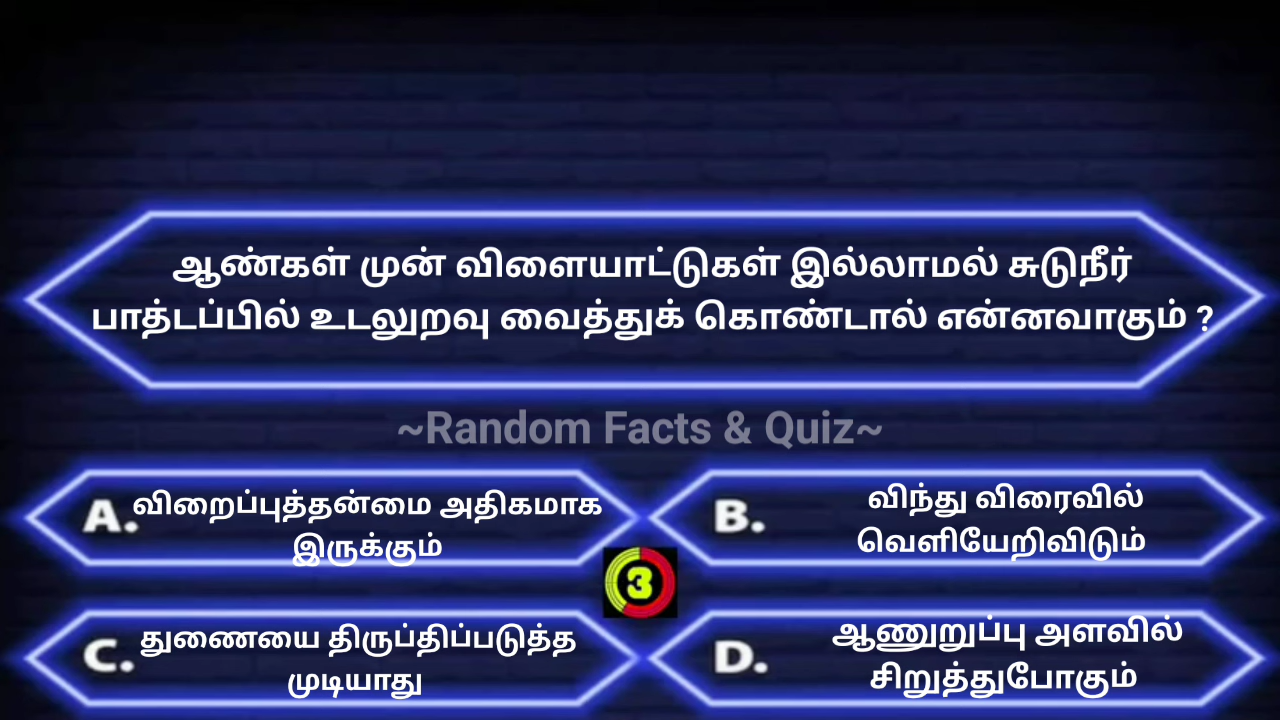 ஆண்கள் முன் விளையாட்டுகள் இல்லாமல் சுடுநீர்
பாத்டப்பில் உடலுறவு வைத்துக் கொண்டால் என்னவாகும் ?
~Random Facts & Quiz~
A. விறைப்புத்தன்மை அதிகமாக
இருக்கும்
B. விந்து விரைவில்
வெளியேறிவிடும்
3
C. துணையை திருப்திப்படுத்த
முடியாது
D. ஆணுறுப்பு அளவில்
சிறுத்துபோகும்